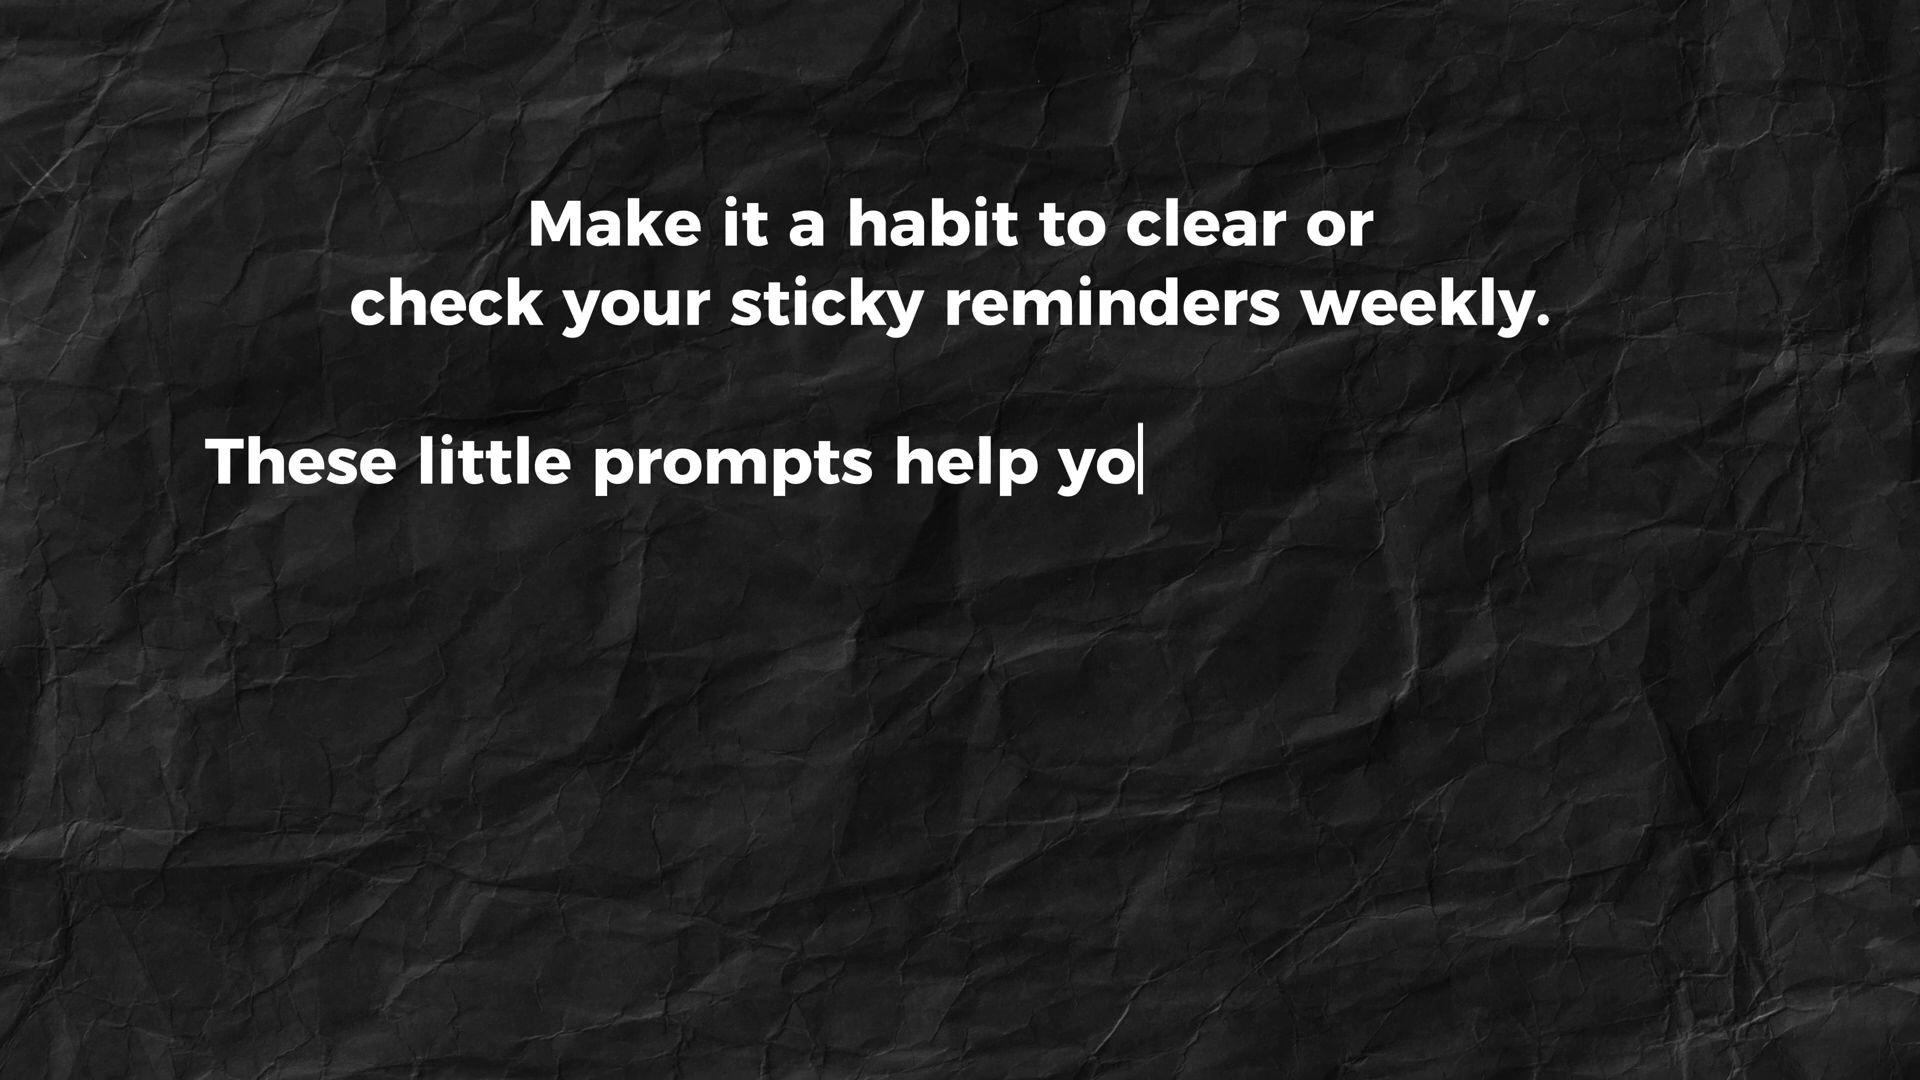 Make it a habit to clear or
check your sticky reminders weekly.
These little prompts help yo